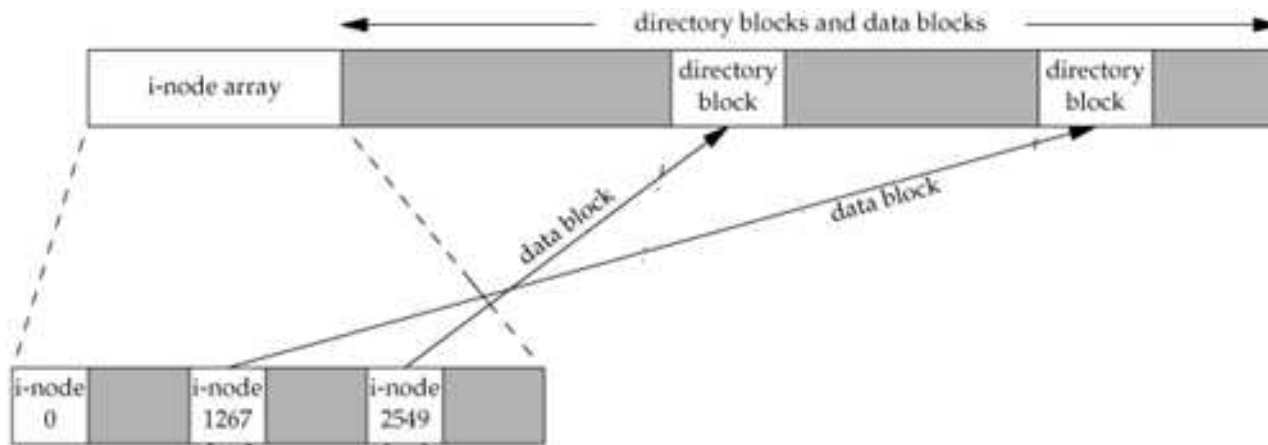 directory blocks and data blocks
i-node array
directory
block
directory
block
data block
data block
i-node
0
i-node
1267
i-node
2549